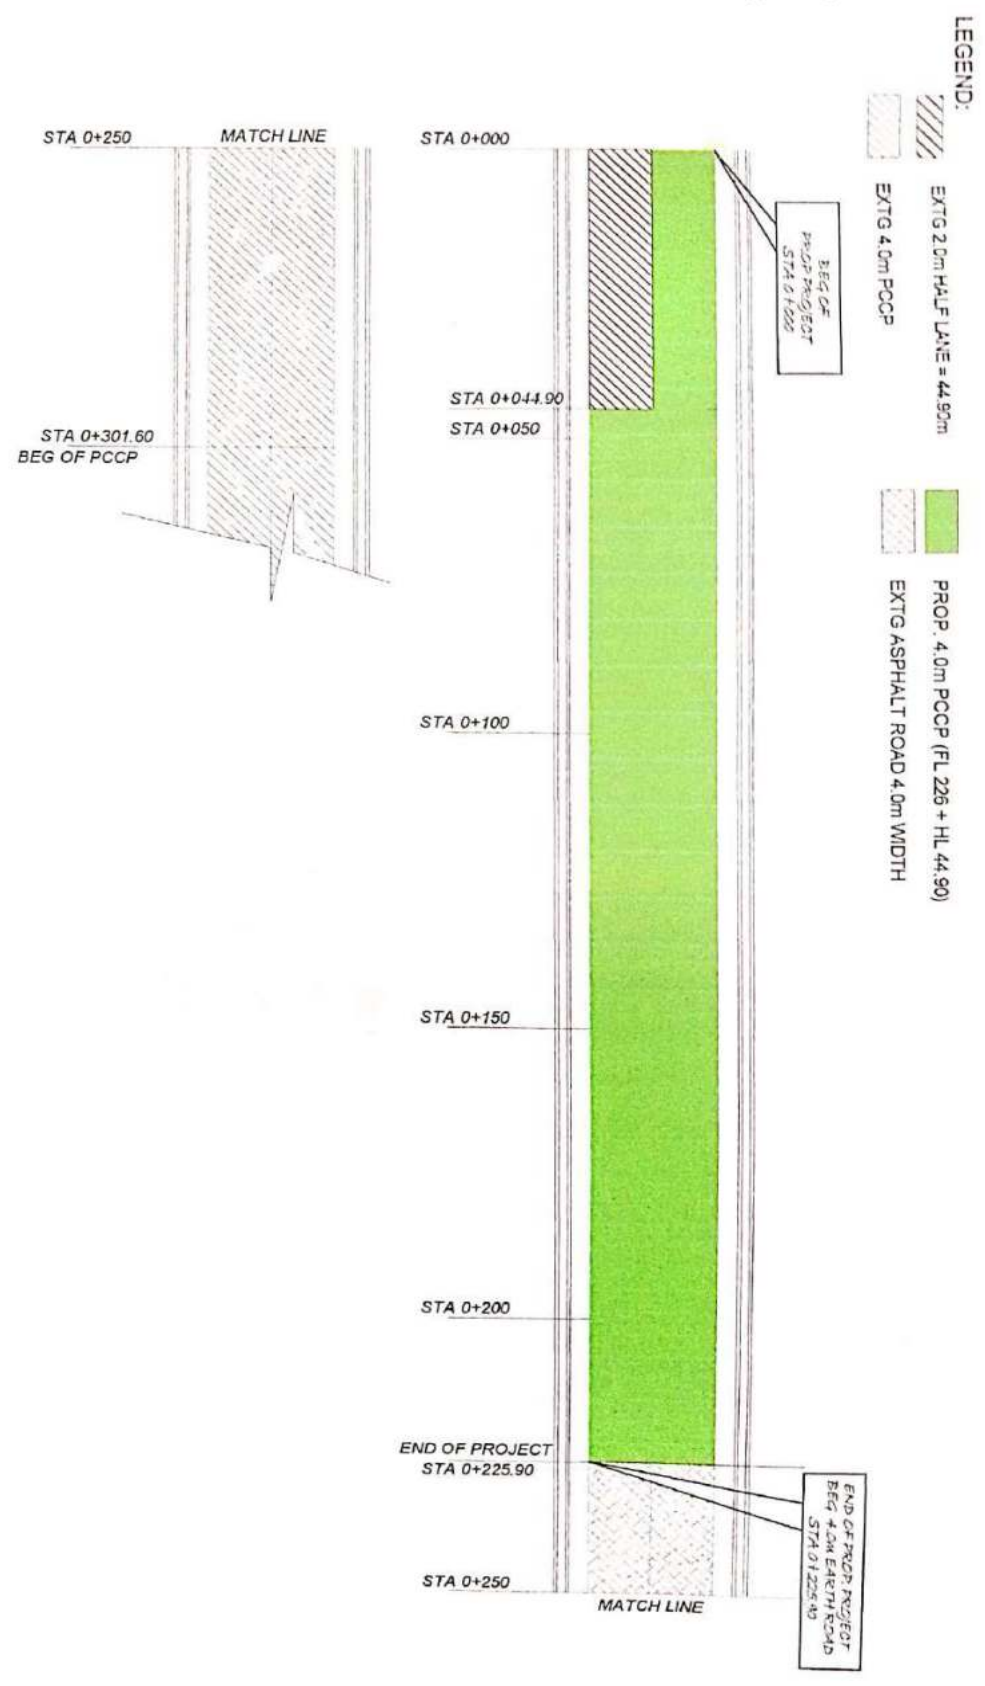 LEGEND:
EXTG 2.0m HALF LANE = 44.90m
EXTG 4.0m PCCP
PROP. 4.0m PCCP (FL 226 + HL 44.90)
EXTG ASPHALT ROAD 4.0m WIDTH
STA 0+250
MATCH LINE
STA 0+301.60
BEG OF PCCP
STA 0+000
BEG OF
PROP PROJECT
STA 0+000
STA 0+044.90
STA 0+050
STA 0+100
STA 0+150
STA 0+200
END OF PROJECT
STA 0+225.90
END OF PROP. PROJECT
BEG 4.0M EARTH ROAD
STA 0+225.90
STA 0+250
MATCH LINE